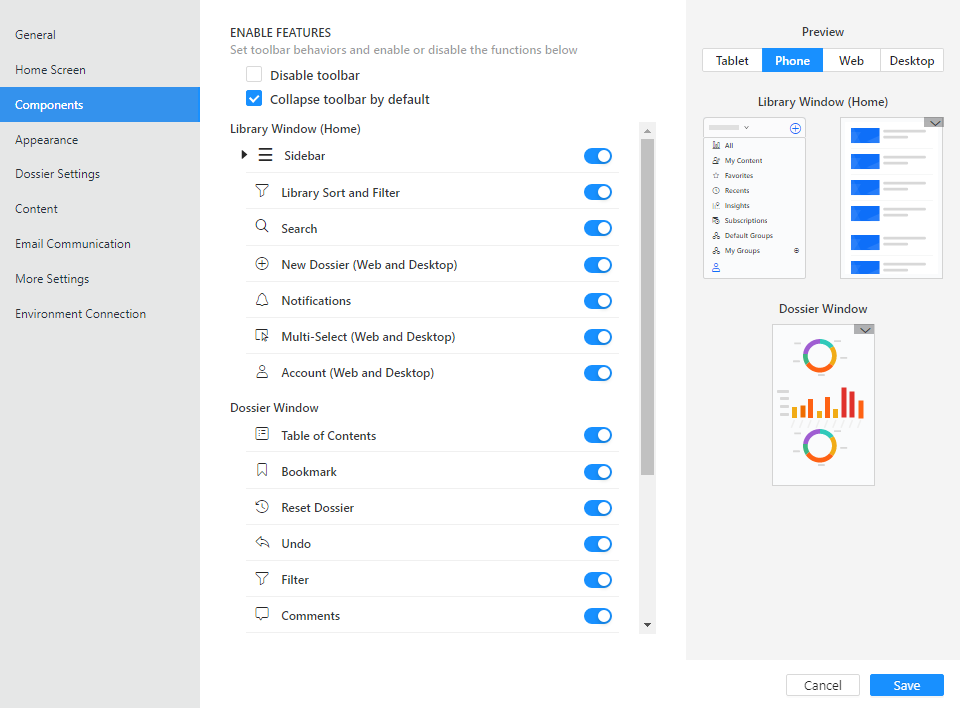 General
Home Screen
Components
Appearance
Dossier Settings
Content
Email Communication
More Settings
Environment Connection
ENABLE FEATURES
Set toolbar behaviors and enable or disable the functions below
Disable toolbar
Collapse toolbar by default
Library Window (Home)
Sidebar
Library Sort and Filter
Search
New Dossier (Web and Desktop)
Notifications
Multi-Select (Web and Desktop)
Account (Web and Desktop)
Dossier Window
Table of Contents
Bookmark
Reset Dossier
Undo
Filter
Comments
Preview
Tablet Phone Web Desktop
Library Window (Home)
All
My Content
Favorites
Recents
Insights
Subscriptions
Default Groups
My Groups
Dossier Window
Cancel Save